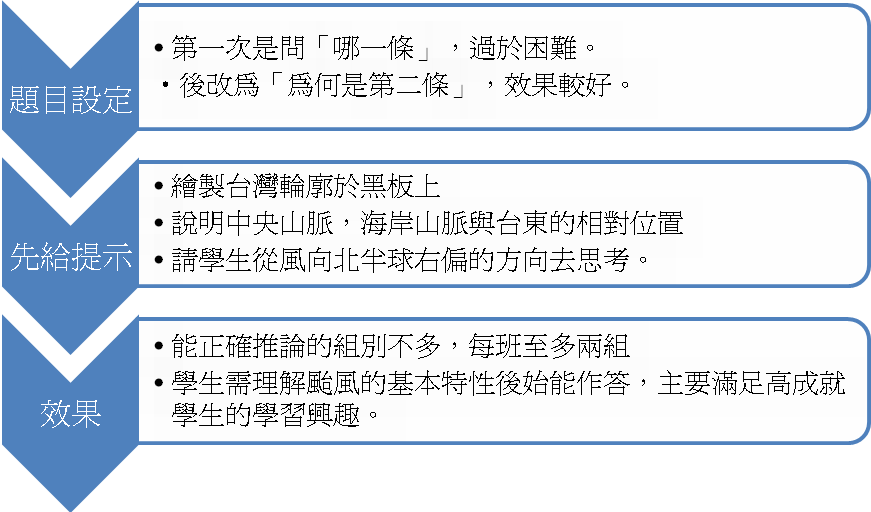 題目設定
• 第一次是問「哪一條」，過於困難。
• 後改為「為何是第二條」，效果較好。
先給提示
• 繪製台灣輪廓於黑板上
• 說明中央山脈，海岸山脈與台東的相對位置
• 請學生從風向北半球右偏的方向去思考。
效果
• 能正確推論的組別不多，每班至多兩組
• 學生需理解颱風的基本特性後始能作答，主要滿足高成就
學生的學習興趣。